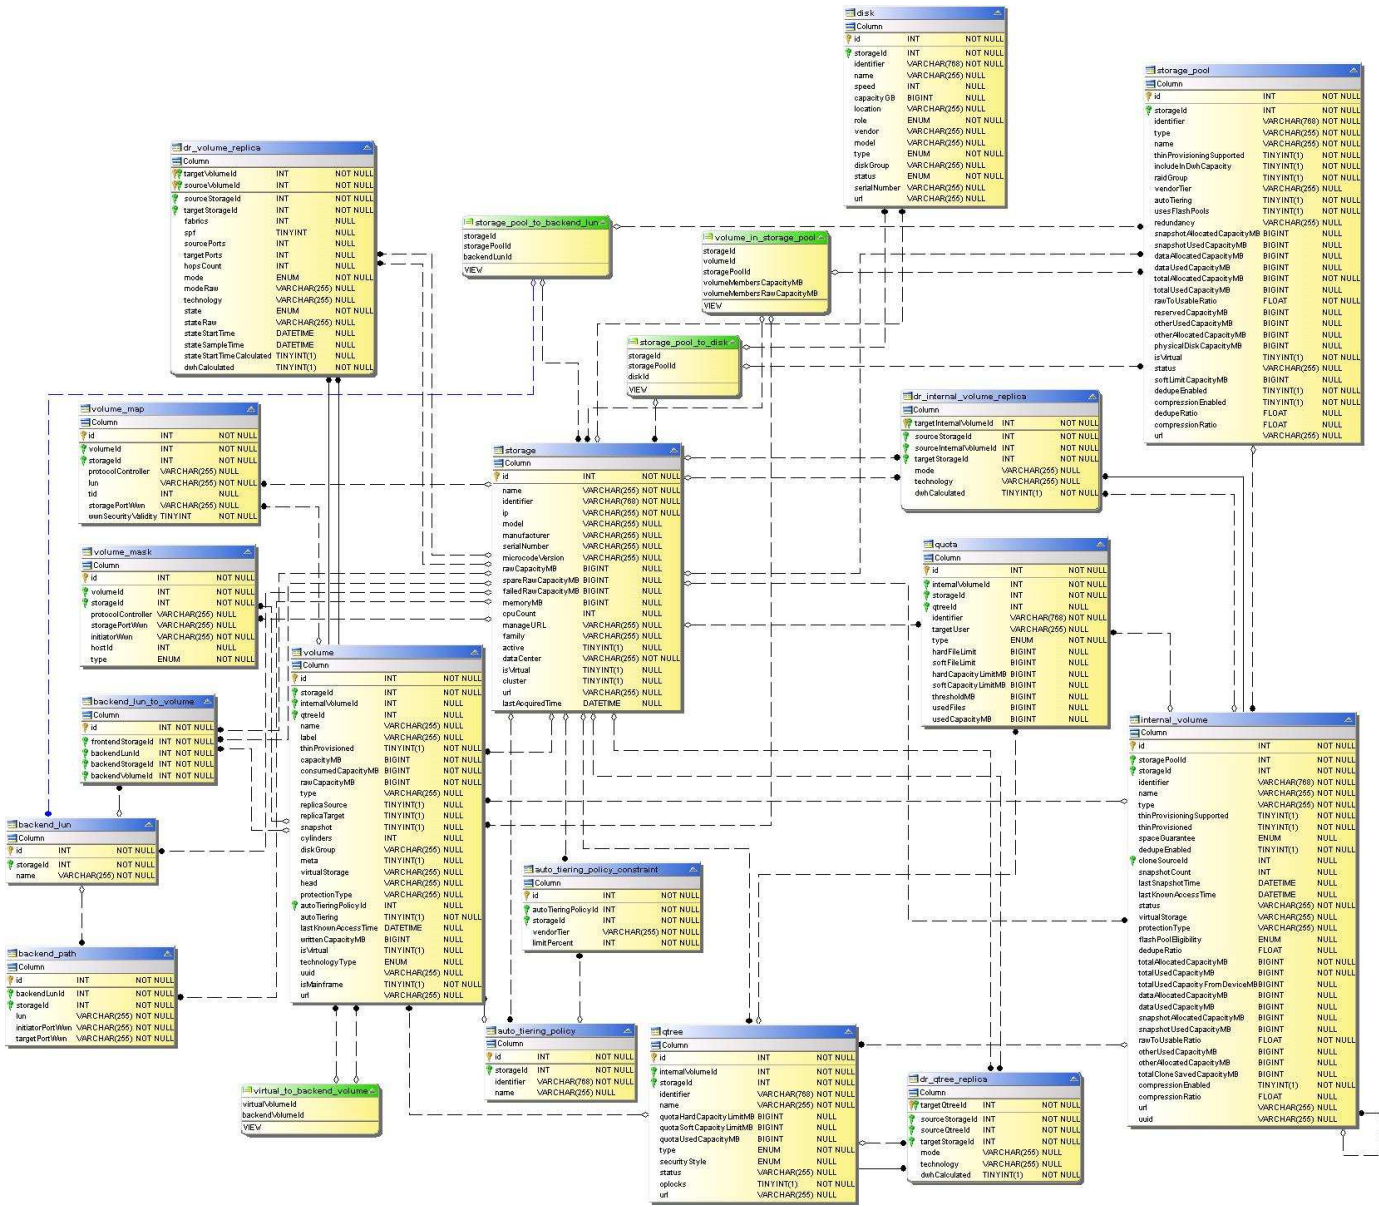 disk
Column
id INT NOT NULL
storageId INT NOT NULL
identifier VARCHAR(768) NOT NULL
name VARCHAR(255) NULL
speed INT NULL
capacityGB BIGINT NULL
location VARCHAR(255) NULL
role ENUM NOT NULL
vendor VARCHAR(255) NULL
model VARCHAR(255) NULL
type ENUM NOT NULL
diskGroup VARCHAR(255) NULL
status ENUM NOT NULL
serialNumber VARCHAR(255) NULL
url VARCHAR(255) NULL
storage_pool
Column
id INT NOT NULL
storageId INT NOT NULL
identifier VARCHAR(768) NOT NULL
type VARCHAR(255) NOT NULL
name VARCHAR(255) NOT NULL
thinProvisioningSupported TINYINT(1) NOT NULL
includeInDwhCapacity TINYINT(1) NOT NULL
raidGroup TINYINT(1) NOT NULL
vendorTier VARCHAR(255) NULL
autoTiering TINYINT(1) NOT NULL
usesFlashPools TINYINT(1) NOT NULL
redundancy VARCHAR(255) NULL
snapshotAllocatedCapacityMB BIGINT NULL
snapshotUsedCapacityMB BIGINT NULL
dataAllocatedCapacityMB BIGINT NULL
dataUsedCapacityMB BIGINT NULL
totalAllocatedCapacityMB BIGINT NOT NULL
totalUsedCapacityMB BIGINT NULL
rawToUsableRatio FLOAT NOT NULL
reservedCapacityMB BIGINT NULL
otherUsedCapacityMB BIGINT NULL
otherAllocatedCapacityMB BIGINT NULL
physicalDiskCapacityMB BIGINT NULL
isVirtual TINYINT(1) NOT NULL
status VARCHAR(255) NULL
softLimitCapacityMB BIGINT NULL
dedupeEnabled TINYINT(1) NOT NULL
compressionEnabled TINYINT(1) NOT NULL
dedupeRatio FLOAT NULL
compressionRatio FLOAT NULL
url VARCHAR(255) NULL
dr_volume_replica
Column
targetVolumeId INT NOT NULL
sourceVolumeId INT NOT NULL
sourceStorageId INT NOT NULL
targetStorageId INT NOT NULL
fabrics INT NULL
spf TINYINT NULL
sourcePorts INT NULL
targetPorts INT NULL
hopsCount INT NULL
mode ENUM NOT NULL
modeRaw VARCHAR(255) NULL
technology VARCHAR(255) NULL
state ENUM NOT NULL
stateRaw VARCHAR(255) NULL
stateStartTime DATETIME NULL
stateSampleTime DATETIME NULL
stateStartTimeCalculated TINYINT(1) NULL
dwhCalculated TINYINT(1) NOT NULL
storage_pool_to_backend_lun
storageId
storagePoolId
backendLunId
VIEW
volume_in_storage_pool
storageId
volumeId
storagePoolId
volumeMembersCapacityMB
volumeMembersRawCapacityMB
VIEW
storage_pool_to_disk
storageId
storagePoolId
diskId
VIEW
volume_map
Column
id INT NOT NULL
volumeId INT NOT NULL
storageId INT NOT NULL
protocolController VARCHAR(255) NULL
lun VARCHAR(255) NOT NULL
tid INT NULL
storagePortWwn VARCHAR(255) NULL
wwnSecurityValidity TINYINT NOT NULL
dr_internal_volume_replica
Column
targetInternalVolumeId INT NOT NULL
sourceStorageId INT NOT NULL
sourceInternalVolumeId INT NOT NULL
targetStorageId INT NOT NULL
mode VARCHAR(255) NULL
technology VARCHAR(255) NULL
dwhCalculated TINYINT(1) NOT NULL
storage
Column
id INT NOT NULL
name VARCHAR(255) NOT NULL
identifier VARCHAR(768) NOT NULL
ip VARCHAR(255) NOT NULL
model VARCHAR(255) NULL
manufacturer VARCHAR(255) NULL
serialNumber VARCHAR(255) NULL
microcodeVersion VARCHAR(255) NULL
rawCapacityMB BIGINT NULL
spareRawCapacityMB BIGINT NULL
failedRawCapacityMB BIGINT NULL
memoryMB BIGINT NULL
cpuCount INT NULL
manageURL VARCHAR(255) NULL
family VARCHAR(255) NULL
active TINYINT(1) NULL
dataCenter VARCHAR(255) NOT NULL
isVirtual TINYINT(1) NULL
cluster TINYINT(1) NULL
url VARCHAR(255) NULL
lastAcquiredTime DATETIME NULL
volume_mask
Column
id INT NOT NULL
volumeId INT NOT NULL
storageId INT NOT NULL
protocolController VARCHAR(255) NULL
storagePortWwn VARCHAR(255) NULL
initiatorWwn VARCHAR(255) NULL
hostId INT NULL
type ENUM NOT NULL
quota
Column
id INT NOT NULL
internalVolumeId INT NOT NULL
storageId INT NOT NULL
qtreeId INT NULL
identifier VARCHAR(768) NOT NULL
targetUser VARCHAR(255) NULL
type ENUM NOT NULL
hardFileLimit BIGINT NULL
softFileLimit BIGINT NULL
hardCapacityLimitMB BIGINT NULL
softCapacityLimitMB BIGINT NULL
thresholdMB BIGINT NULL
usedFiles BIGINT NULL
usedCapacityMB BIGINT NULL
volume
Column
id INT NOT NULL
storageId INT NOT NULL
internalVolumeId INT NULL
qtreeId INT NULL
name VARCHAR(255) NULL
label VARCHAR(255) NULL
thinProvisioned TINYINT(1) NOT NULL
capacityMB BIGINT NOT NULL
consumedCapacityMB BIGINT NOT NULL
rawCapacityMB BIGINT NOT NULL
type VARCHAR(255) NULL
replicaSource TINYINT(1) NULL
replicaTarget TINYINT(1) NULL
snapshot TINYINT(1) NULL
cylinders INT NULL
diskGroup VARCHAR(255) NULL
meta TINYINT(1) NULL
virtualStorage VARCHAR(255) NULL
head VARCHAR(255) NULL
protectionType VARCHAR(255) NULL
autoTieringPolicyId INT NULL
autoTiering TINYINT(1) NOT NULL
lastKnownAccessTime DATETIME NULL
writtenCapacityMB BIGINT NULL
isVirtual TINYINT(1) NULL
technologyType ENUM NULL
uuid VARCHAR(255) NULL
isMainframe TINYINT(1) NOT NULL
url VARCHAR(255) NULL
backend_lun_to_volume
Column
id INT NOT NULL
frontendStorageId INT NOT NULL
backendLunId INT NOT NULL
backendStorageId INT NOT NULL
backendVolumeId INT NOT NULL
internal_volume
Column
id INT NOT NULL
storagePoolId INT NOT NULL
storageId INT NOT NULL
identifier VARCHAR(768) NOT NULL
name VARCHAR(255) NOT NULL
type VARCHAR(255) NOT NULL
thinProvisioningSupported TINYINT(1) NOT NULL
thinProvisioned TINYINT(1) NOT NULL
spaceGuarantee ENUM NULL
dedupeEnabled TINYINT(1) NOT NULL
cloneSourceId INT NULL
snapshotCount INT NULL
lastSnapshotTime DATETIME NULL
lastKnownAccessTime DATETIME NULL
status VARCHAR(255) NOT NULL
virtualStorage VARCHAR(255) NULL
protectionType VARCHAR(255) NULL
flashPoolEligibility ENUM NULL
dedupeRatio FLOAT NULL
totalAllocatedCapacityMB BIGINT NOT NULL
totalUsedCapacityMB BIGINT NOT NULL
totalUsedCapacityFromDeviceMB BIGINT NULL
dataAllocatedCapacityMB BIGINT NULL
dataUsedCapacityMB BIGINT NULL
snapshotAllocatedCapacityMB BIGINT NULL
snapshotUsedCapacityMB BIGINT NULL
rawToUsableRatio FLOAT NOT NULL
otherUsedCapacityMB BIGINT NULL
otherAllocatedCapacityMB BIGINT NULL
totalCloneSavedCapacityMB BIGINT NULL
compressionEnabled TINYINT(1) NOT NULL
compressionRatio FLOAT NULL
url VARCHAR(255) NULL
uuid VARCHAR(255) NULL
backend_lun
Column
id INT NOT NULL
storageId INT NOT NULL
name VARCHAR(255) NOT NULL
auto_tiering_policy_constraint
Column
id INT NOT NULL
autoTieringPolicyId INT NOT NULL
storageId INT NOT NULL
vendorTier VARCHAR(255) NOT NULL
limitPercent INT NOT NULL
backend_path
Column
id INT NOT NULL
backendLunId INT NOT NULL
storageId INT NOT NULL
lun VARCHAR(255) NOT NULL
initiatorPortWwn VARCHAR(255) NOT NULL
targetPortWwn VARCHAR(255) NOT NULL
auto_tiering_policy
Column
id INT NOT NULL
storageId INT NOT NULL
identifier VARCHAR(768) NOT NULL
name VARCHAR(255) NULL
qtree
Column
id INT NOT NULL
internalVolumeId INT NOT NULL
storageId INT NOT NULL
identifier VARCHAR(768) NOT NULL
name VARCHAR(255) NOT NULL
quotaHardCapacityLimitMB BIGINT NULL
quotaSoftCapacityLimitMB BIGINT NULL
quotaUsedCapacityMB BIGINT NULL
type ENUM NOT NULL
securityStyle ENUM NULL
status VARCHAR(255) NULL
oplocks TINYINT(1) NOT NULL
url VARCHAR(255) NULL
dr_qtree_replica
Column
targetQtreeId INT NOT NULL
sourceStorageId INT NOT NULL
sourceQtreeId INT NOT NULL
targetStorageId INT NOT NULL
mode VARCHAR(255) NULL
technology VARCHAR(255) NULL
dwhCalculated TINYINT(1) NOT NULL
virtual_to_backend_volume
virtualVolumeId
backendVolumeId
VIEW